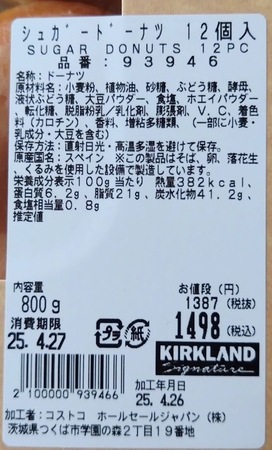 シュガードーナツ 12個入
SUGAR DONUTS 12PC
品番:93946
名称:ドーナツ
原材料名:小麦粉、植物油、砂糖、ぶどう糖、酵母、
液状ぶどう糖、大豆パウダー、食塩、ホエイパウダー
、転化糖、脱脂粉乳/乳化剤、膨張剤、V.C、着色
料(カロテン)、香料、増粘多糖類、(一部に小麦・
乳成分・大豆を含む)
保存方法:直射日光・高温多湿を避けて保存。
原産国名:スペイン ※この製品はそば、卵、落花生
、くるみを使用した設備で製造しています。
栄養成分表示100g当たり 熱量382kcal、
蛋白質6.2g、脂質21g、炭水化物41.2g、
食塩相当量0.8g
推定値
内容量
800g
消費期限
25.4.27
プラ
紙
お値段(円)
1387(税抜)
1498(税込)
KIRKLAND
Signature
2 100000 939466
加工年月日
25.4.26
加工者:コストコ ホールセールジャパン(株)
茨城県つくば市学園の森2丁目19番地